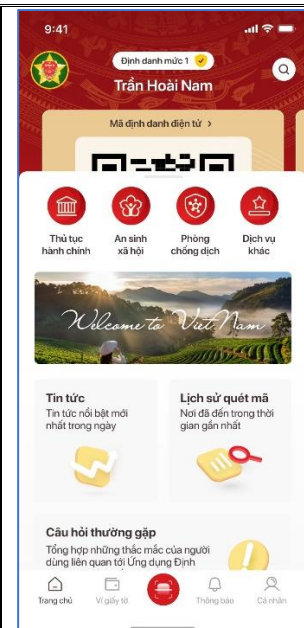 9:41
Định danh mức 1
Trần Hoài Nam
Mã định danh điện tử >
Thủ tục
hành chính
An sinh
xã hội
Phòng
chống dịch
Dịch vụ
khác
Welcome to Viet Nam
Tin tức
Tin tức nổi bật mới
nhất trong ngày
Lịch sử quét mã
Nơi đã đến trong thời
gian gần nhất
Câu hỏi thường gặp
Tổng hợp những thắc mắc của người
dùng liên quan tới Ứng dụng Định
Trang chủ
Ví giấy tờ
Thông báo
Cá nhân